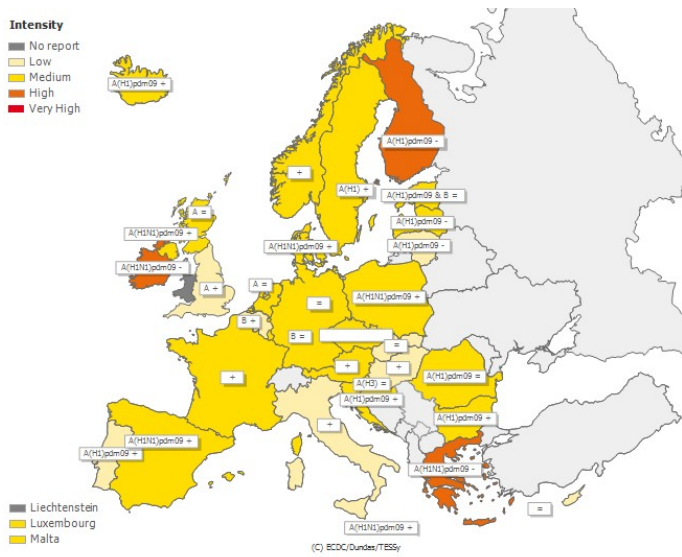 Intensity
No report
Low
Medium
High
Very High
A(H1)pdm09 +
A(H1)pdm09 -
+
A(H1) +
A(H1)pdm09 & B =
A =
A(H1)pdm09 -
A(H1N1)pdm09 +
A(H1N1)pdm09 +
A(H1)pdm09 -
A(H1N1)pdm09 -
A =
A +
A(H1N1)pdm09 +
=
B +
B =
=
+
+
+
A(H3) =
A(H1)pdm09 =
A(H1)pdm09 +
A(H1)pdm09 +
+
A(H1N1)pdm09 +
A(H1)pdm09 +
A(H1N1)pdm09 -
=
Liechtenstein
Luxembourg
Malta
A(H1N1)pdm09 +
(C) ECDC/Dundas/TESSy